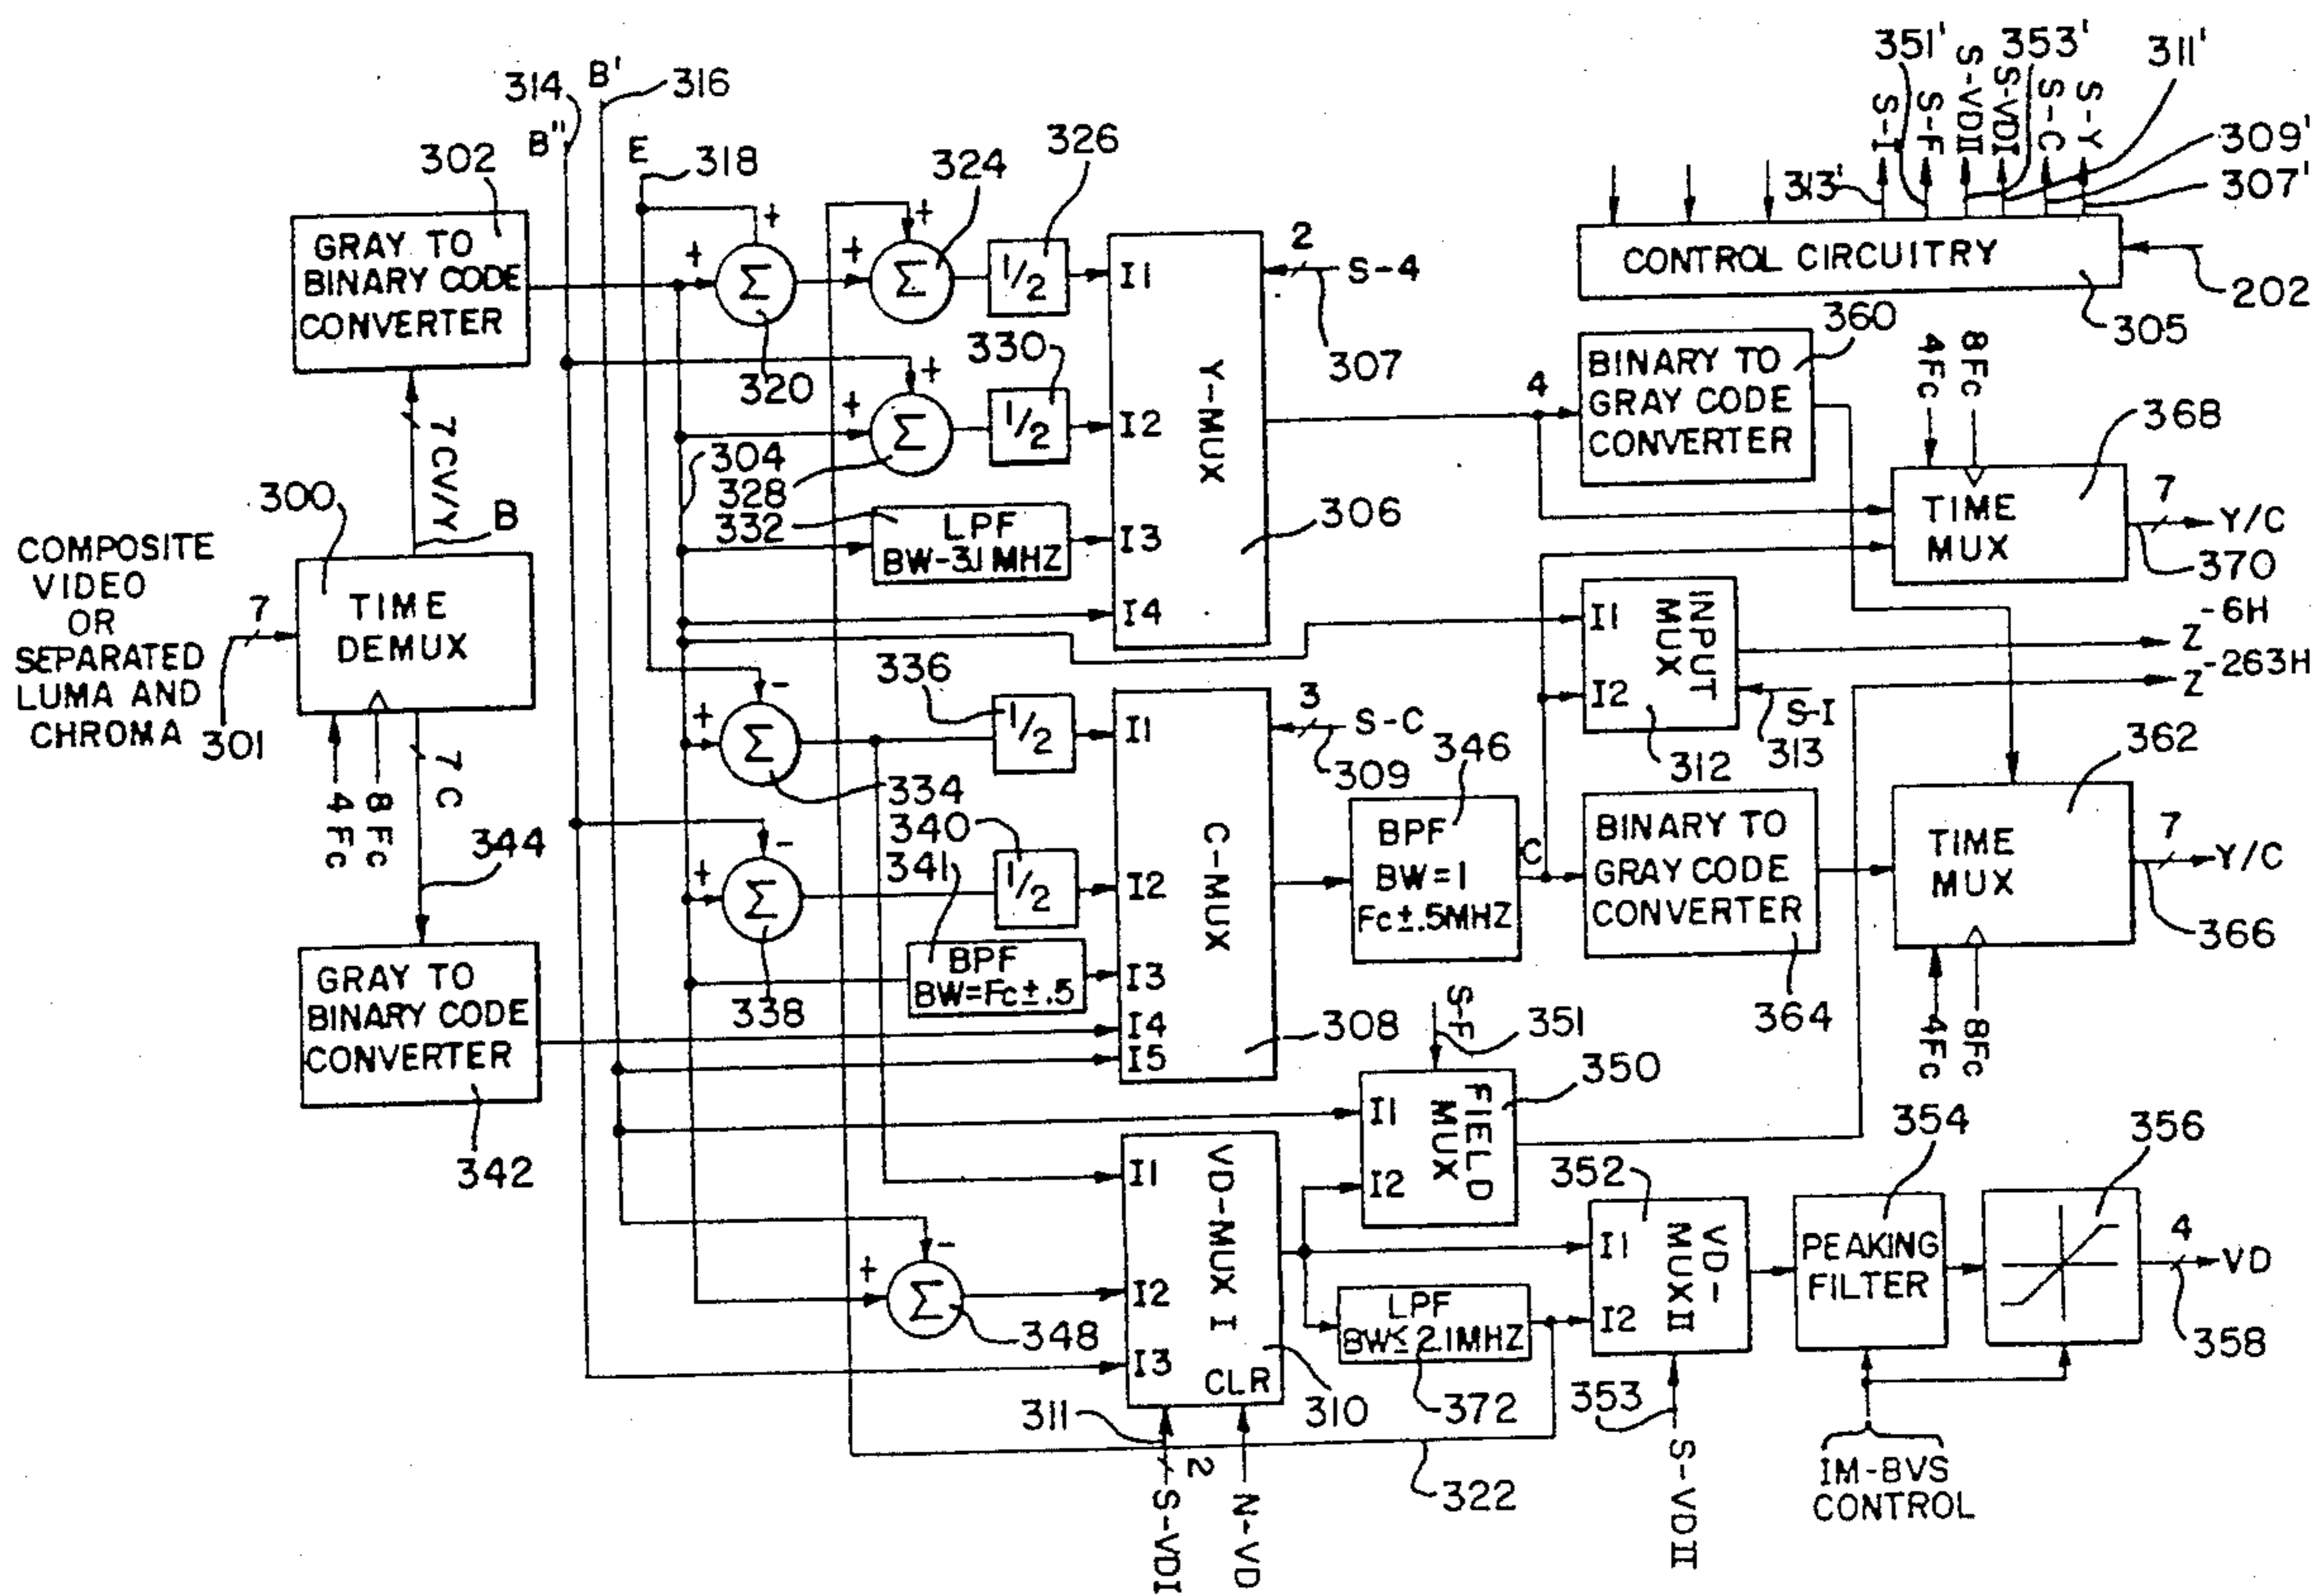 COMPOSITE
VIDEO
OR
SEPARATED
LUMA AND
CHROMA
301
7
300
TIME
DEMUX
4Fc
8Fc
7CV/Y
B
7C
344
302
GRAY TO
BINARY CODE
CONVERTER
GRAY TO
BINARY CODE
CONVERTER
342
314
B"
B'
316
E
318
+
+
Σ
320
+
+
Σ
324
1/2
326
+
+
Σ
328
1/2
330
304
332
LPF
BW-3.1MHZ
I1
I2
I3
I4
Y-MUX
306
2
S-4
307
-
+
Σ
334
336
1/2
-
+
Σ
338
340
1/2
341
BPF
BW=Fc±.5
I1
I2
I3
I4
I5
C-MUX
308
3
S-C
309
346
BPF
BW=1
Fc±.5MHZ
C
-
+
Σ
348
I1
I2
I3
VD-MUX I
CLR
310
311
2
S-VDI
N-VD
S-F
351
I1
I2
FIELD
MUX
350
LPF
BW≤2.1MHZ
372
322
352
I1
I2
VD-
MUXII
353
S-VDII
354
PEAKING
FILTER
356
4
VD
358
IM-BVS
CONTROL
351'
353'
311'
S-I
S-F
S-VDII
S-VDI
S-C
S-Y
309'
307'
313'
CONTROL CIRCUITRY
202
305
4
360
BINARY TO
GRAY CODE
CONVERTER
4Fc
8Fc
368
TIME
MUX
7
Y/C
370
I1
I2
INPUT
MUX
312
S-I
313
Z-6H
Z-263H
BINARY TO
GRAY CODE
CONVERTER
364
362
TIME
MUX
7
Y/C
366
4Fc
8Fc